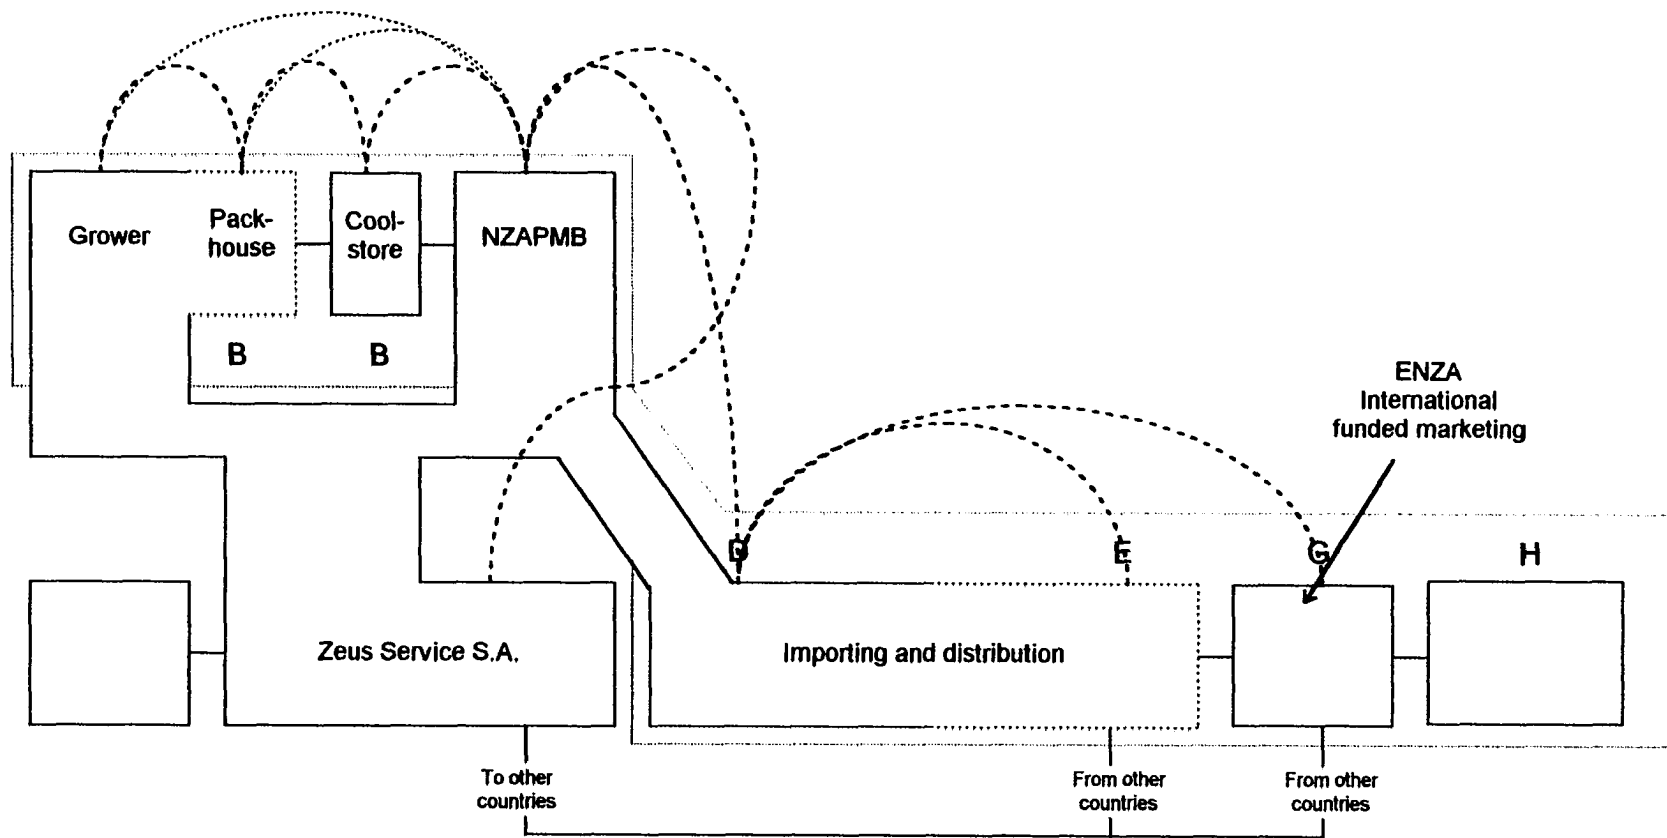 Grower
Pack-
house
Cool-
store
NZAPMB
B
B
ENZA
International
funded marketing
D
E
G
H
Zeus Service S.A.
Importing and distribution
To other
countries
From other
countries
From other
countries